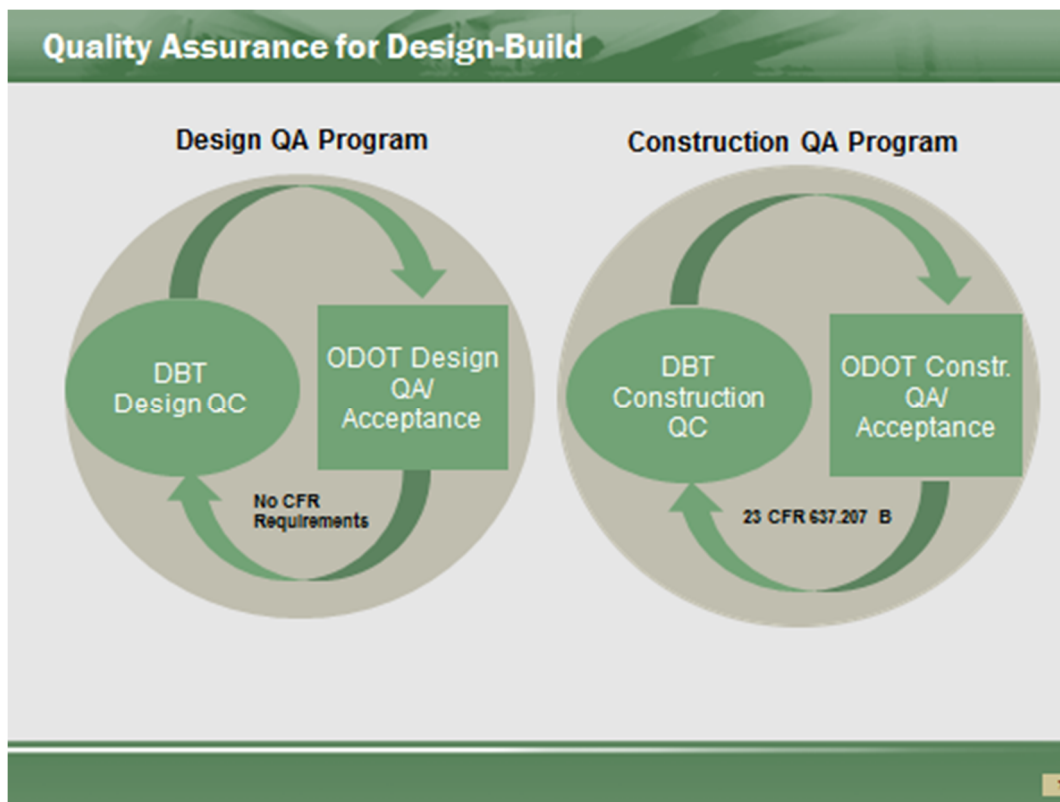 Quality Assurance for Design-Build
Design QA Program
DBT
Design QC
ODOT Design
QA/
Acceptance
No CFR
Requirements
Construction QA Program
DBT
Construction
QC
ODOT Constr.
QA/
Acceptance
23 CFR 637.207 B